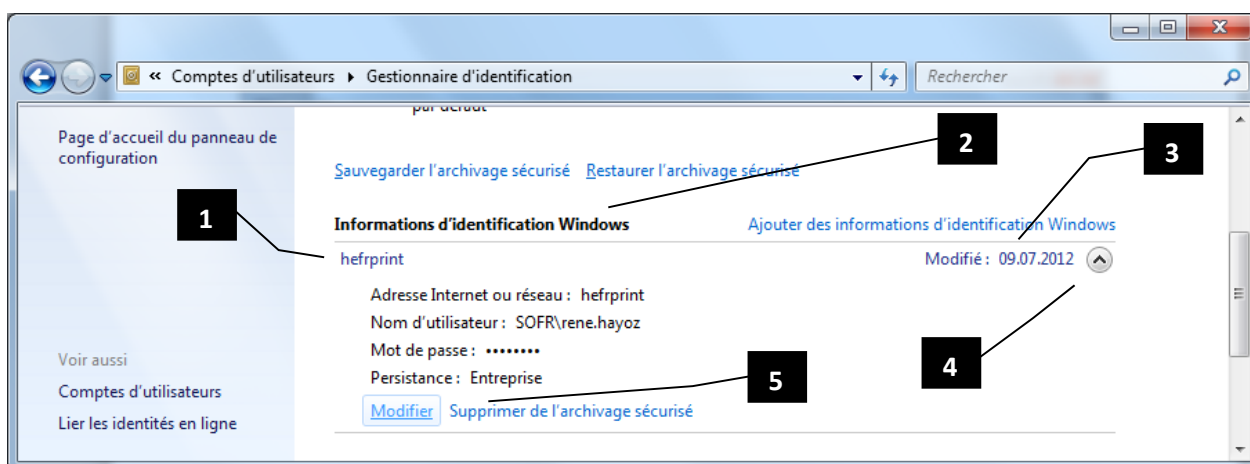 « Comptes d'utilisateurs ▸ Gestionnaire d'identification
Rechercher
par défaut
Page d'accueil du panneau de
configuration
2
3
Sauvegarder l'archivage sécurisé Restaurer l'archivage sécurisé
1
Informations d'identification Windows Ajouter des informations d'identification Windows
hefrprint Modifié : 09.07.2012
Adresse Internet ou réseau : hefrprint
Nom d'utilisateur : SOFR\rene.hayoz
Voir aussi
Mot de passe : ••••••••
4
Persistance : Entreprise
5
Comptes d'utilisateurs
Modifier Supprimer de l'archivage sécurisé
Lier les identités en ligne